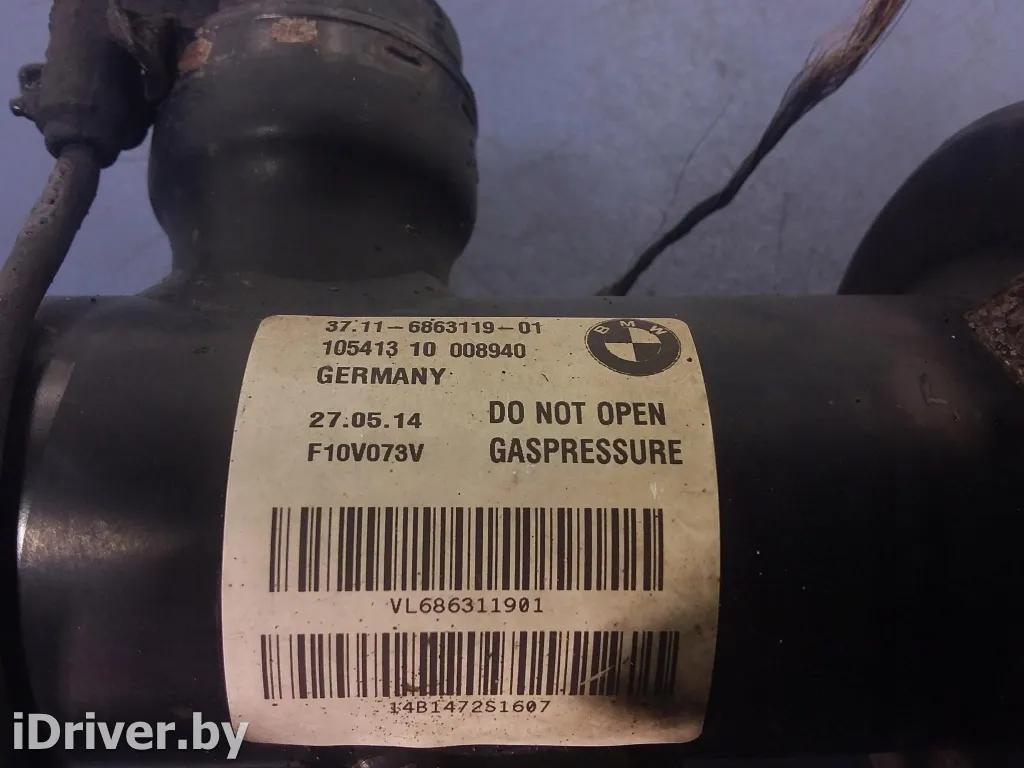 37.11-6863119-01
BMW
105413 10 008940
GERMANY
27.05.14 DO NOT OPEN
F10V073V GASPRESSURE
VL686311901
14B1472S1607
L
iDriver.by